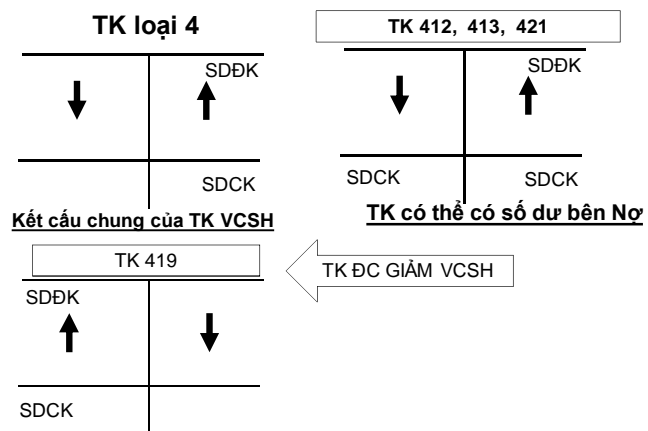 TK loại 4
SDĐK
SDCK
Kết cấu chung của TK VCSH
TK 412, 413, 421
SDĐK
SDCK
SDCK
TK có thể có số dư bên Nợ
TK 419
SDĐK
SDCK
TK ĐC GIẢM VCSH